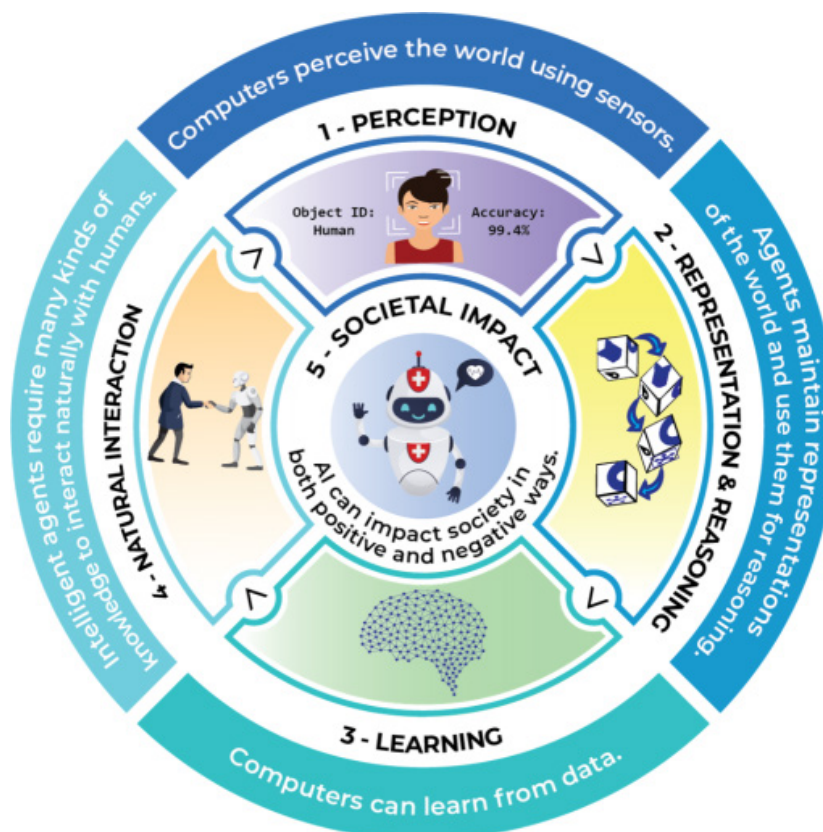 Computers perceive the world using sensors.
1 - PERCEPTION
Object ID:
Human
Accuracy:
99.4%
Agents maintain representations
of the world and use them for reasoning.
2 - REPRESENTATION & REASONING
3 - LEARNING
Computers can learn from data.
Intelligent agents require many kinds of
knowledge to interact naturally with humans.
4 - NATURAL INTERACTION
5 - SOCIETAL IMPACT
AI can impact society in
both positive and negative ways.